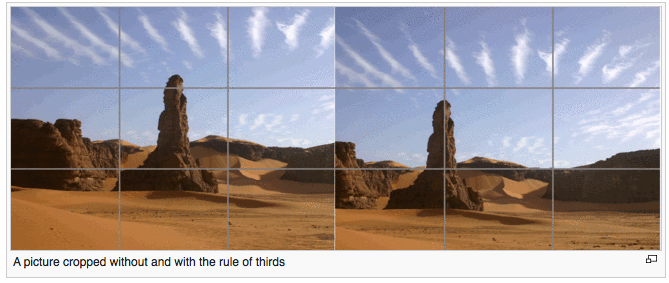 A picture cropped without and with the rule of thirds